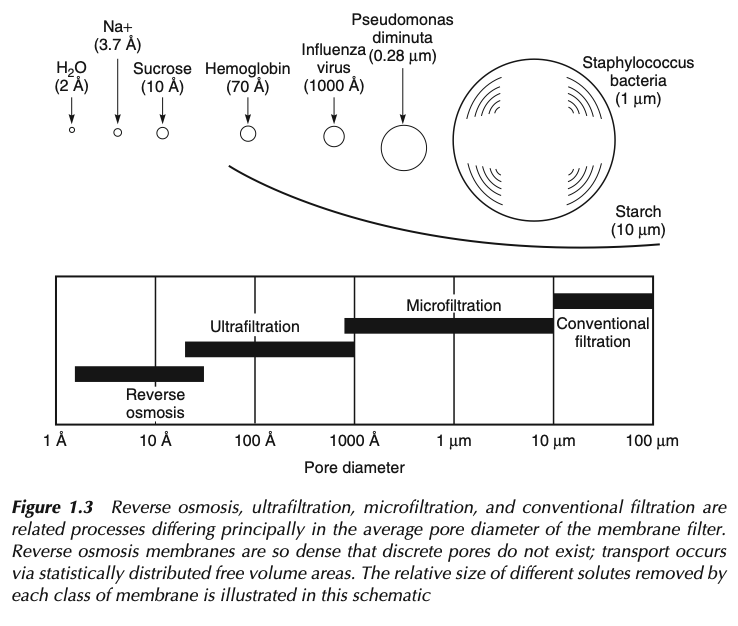 H₂O
(2 Å)
Na+
(3.7 Å)
Sucrose
(10 Å)
Hemoglobin
(70 Å)
Influenza
virus
(1000 Å)
Pseudomonas
diminuta
(0.28 μm)
Staphylococcus
bacteria
(1 μm)
Starch
(10 μm)
Reverse
osmosis
Ultrafiltration
Microfiltration
Conventional
filtration
1 Å 10 Å 100 Å 1000 Å 1 μm 10 μm 100 μm
Pore diameter
Figure 1.3 Reverse osmosis, ultrafiltration, microfiltration, and conventional filtration are
related processes differing principally in the average pore diameter of the membrane filter.
Reverse osmosis membranes are so dense that discrete pores do not exist; transport occurs
via statistically distributed free volume areas. The relative size of different solutes removed by
each class of membrane is illustrated in this schematic